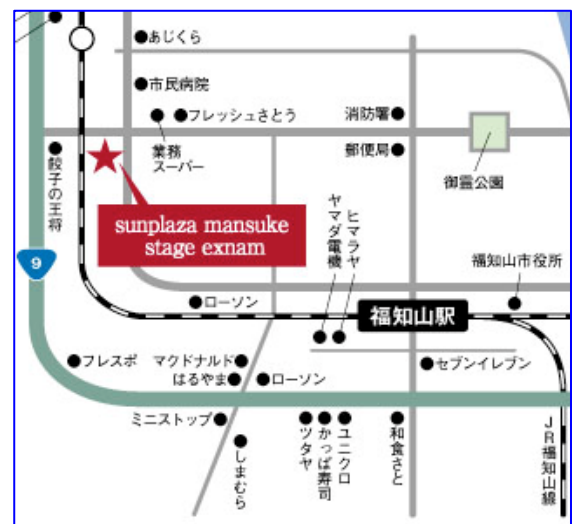 あじくら
市民病院
フレッシュさとう
消防署
業務
スーパー
郵便局
御霊公園
餃子の王将
sunplaza mansuke
stage exnam
ヤマダ電機
ヒマラヤ
9
福知山市役所
ローソン
福知山駅
フレスポ
マクドナルド
はるやま
ローソン
セブンイレブン
ミニストップ
しまむら
ツタヤ
かっぱ寿司
ユニクロ
和食さと
JR福知山線